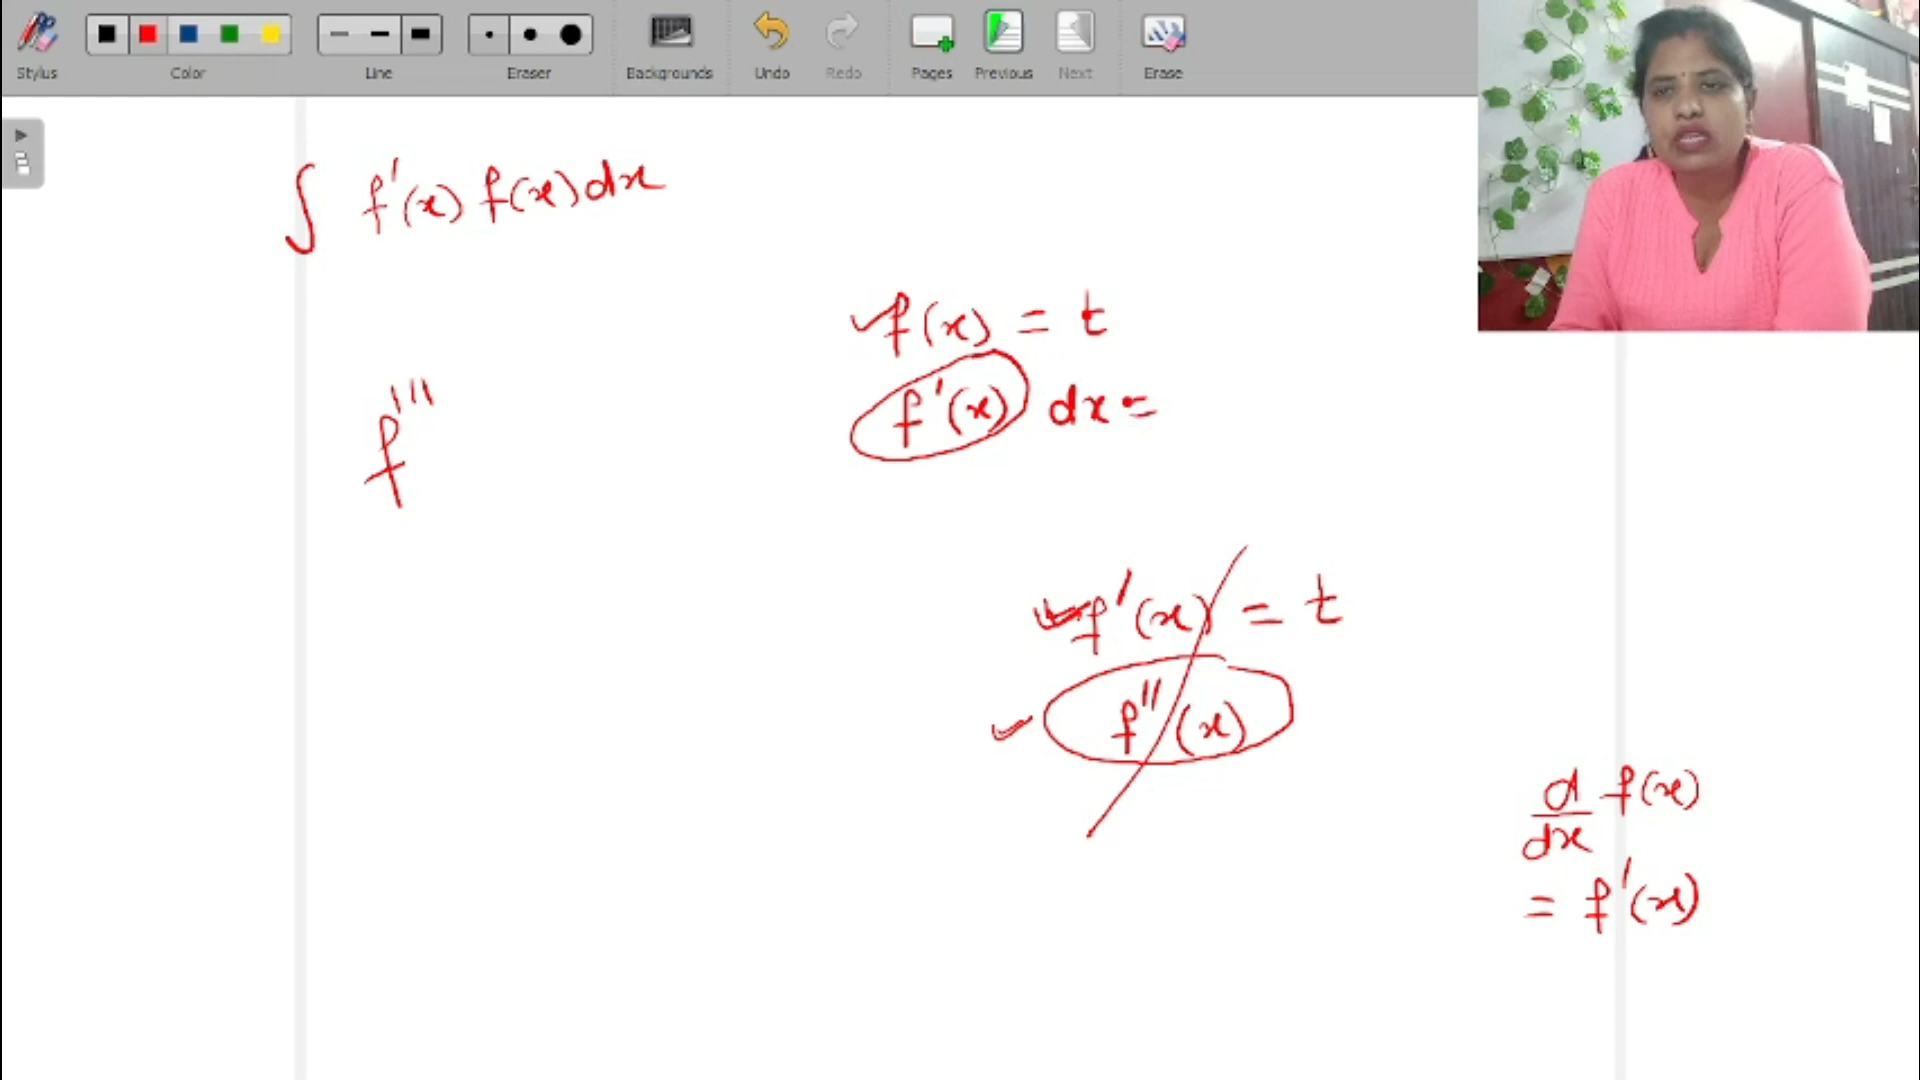 Stylus Color Line Eraser Backgrounds Undo Redo Pages Previous Next Erase
∫ f'(x) f(x) dx
f(x) = t
f'(x) dx =
f'''
f'(x) = t
f''(x)
d/dx f(x)
= f'(x)